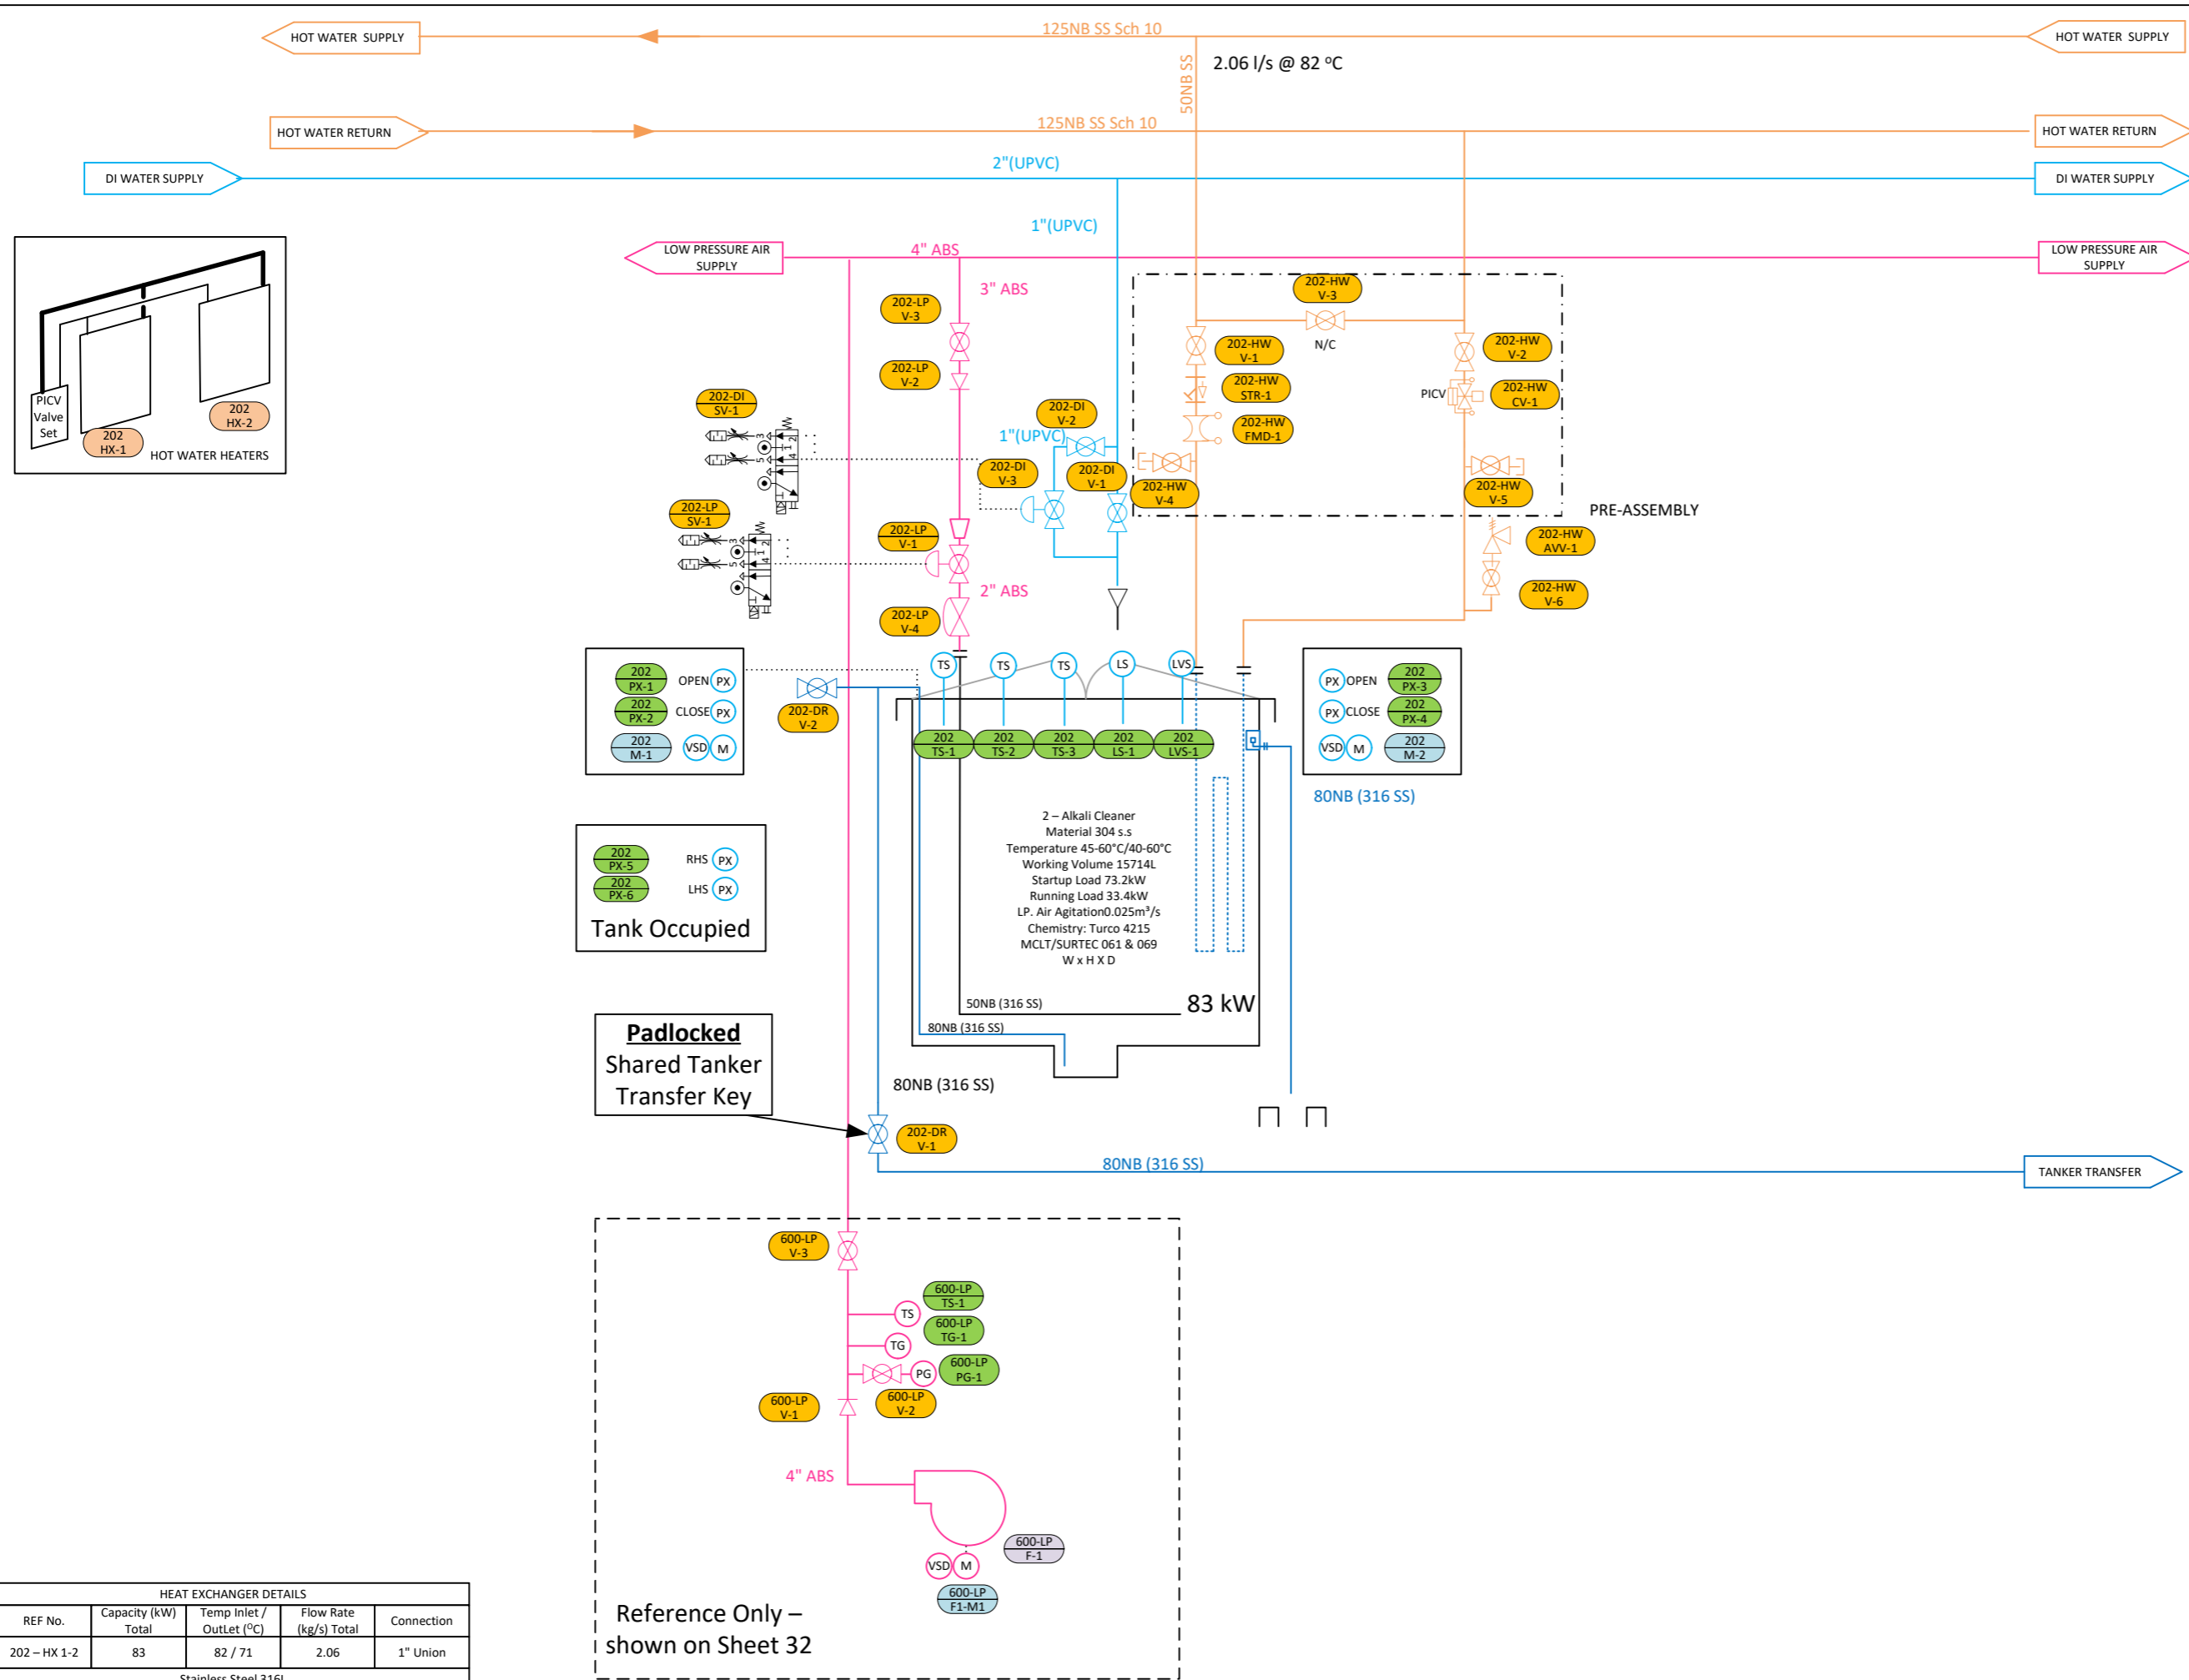 HOT WATER SUPPLY
125NB SS Sch 10
HOT WATER SUPPLY
50NB SS
2.06 l/s @ 82 ºC
HOT WATER RETURN
125NB SS Sch 10
HOT WATER RETURN
DI WATER SUPPLY
2"(UPVC)
DI WATER SUPPLY
1"(UPVC)
LOW PRESSURE AIR
SUPPLY
4" ABS
LOW PRESSURE AIR
SUPPLY
3" ABS
PICV
Valve
Set
202
HX-1
202
HX-2
HOT WATER HEATERS
202-LP
V-3
202-LP
V-2
202-DI
SV-1
3
1 2
5
4
202-LP
SV-1
3
1 2
5
4
202-LP
V-1
2" ABS
202-LP
V-4
202-DI
V-2
1"(UPVC)
202-DI
V-3
202-DI
V-1
202-HW
V-3
N/C
202-HW
V-1
202-HW
STR-1
202-HW
FMD-1
202-HW
V-4
202-HW
V-2
PICV
202-HW
CV-1
202-HW
V-5
PRE-ASSEMBLY
202-HW
AVV-1
202-HW
V-6
202
PX-1
OPEN
PX
202
PX-2
CLOSE
PX
202
M-1
VSD
M
202-DR
V-2
TS
TS
TS
LS
LVS
202
TS-1
202
TS-2
202
TS-3
202
LS-1
202
LVS-1
PX
OPEN
202
PX-3
PX
CLOSE
202
PX-4
VSD
M
202
M-2
80NB (316 SS)
2 – Alkali Cleaner
Material 304 s.s
Temperature 45-60°C/40-60°C
Working Volume 15714L
Startup Load 73.2kW
Running Load 33.4kW
LP. Air Agitation0.025m³/s
Chemistry: Turco 4215
MCLT/SURTEC 061 & 069
W x H X D
202
PX-5
RHS
PX
202
PX-6
LHS
PX
Tank Occupied
50NB (316 SS)
83 kW
80NB (316 SS)
Padlocked
Shared Tanker
Transfer Key
80NB (316 SS)
202-DR
V-1
80NB (316 SS)
TANKER TRANSFER
600-LP
V-3
TS
600-LP
TS-1
TG
600-LP
TG-1
PG
600-LP
PG-1
600-LP
V-1
600-LP
V-2
4" ABS
600-LP
F-1
VSD
M
600-LP
F1-M1
Reference Only –
shown on Sheet 32
HEAT EXCHANGER DETAILS
REF No.
Capacity (kW)
Total
Temp Inlet /
OutLet (ºC)
Flow Rate
(kg/s) Total
Connection
202 – HX 1-2
83
82 / 71
2.06
1" Union
Stainless Steel 316L